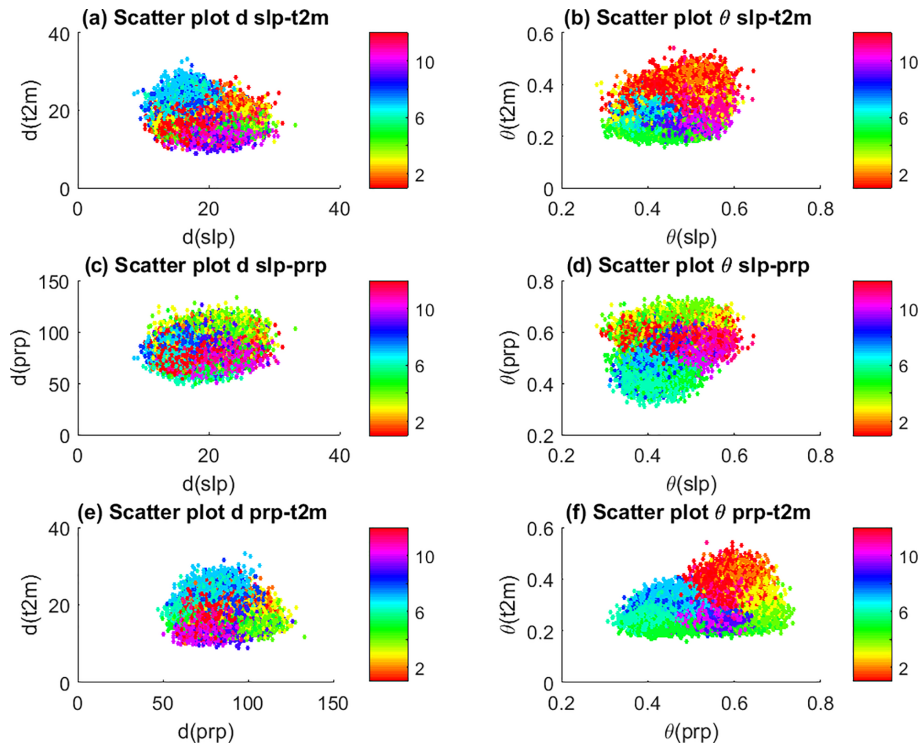 (a) Scatter plot d slp-t2m
40
20
0
d(t2m)
0 20 40
d(slp)
10
6
2
(b) Scatter plot θ slp-t2m
0.6
0.4
0.2
0
θ(t2m)
0.2 0.4 0.6 0.8
θ(slp)
10
6
2
(c) Scatter plot d slp-prp
150
100
50
0
d(prp)
0 20 40
d(slp)
10
6
2
(d) Scatter plot θ slp-prp
0.8
0.6
0.4
0.2
θ(prp)
0.2 0.4 0.6 0.8
θ(slp)
10
6
2
(e) Scatter plot d prp-t2m
40
20
0
d(t2m)
0 50 100 150
d(prp)
10
6
2
(f) Scatter plot θ prp-t2m
0.6
0.4
0.2
0
θ(t2m)
0.2 0.4 0.6 0.8
θ(prp)
10
6
2